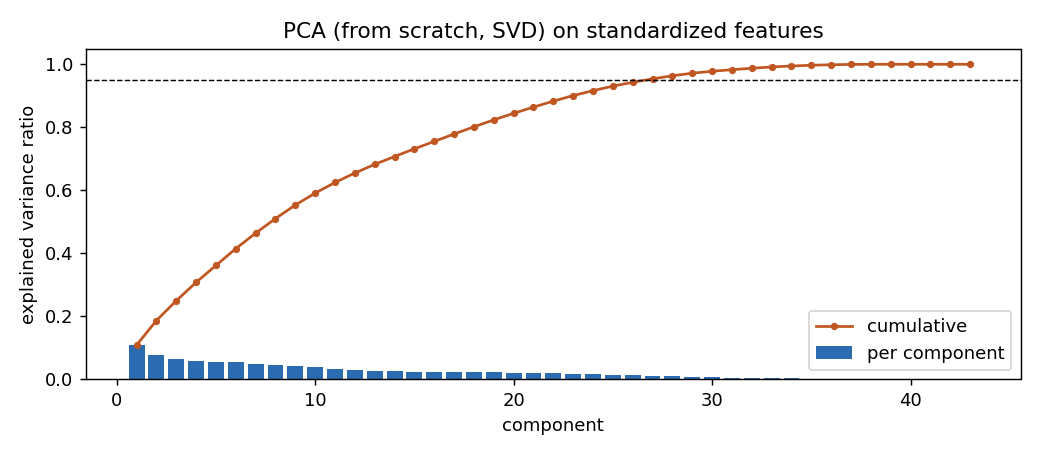 PCA (from scratch, SVD) on standardized features
explained variance ratio
1.0
0.8
0.6
0.4
0.2
0.0
cumulative
per component
0 10 20 30 40
component